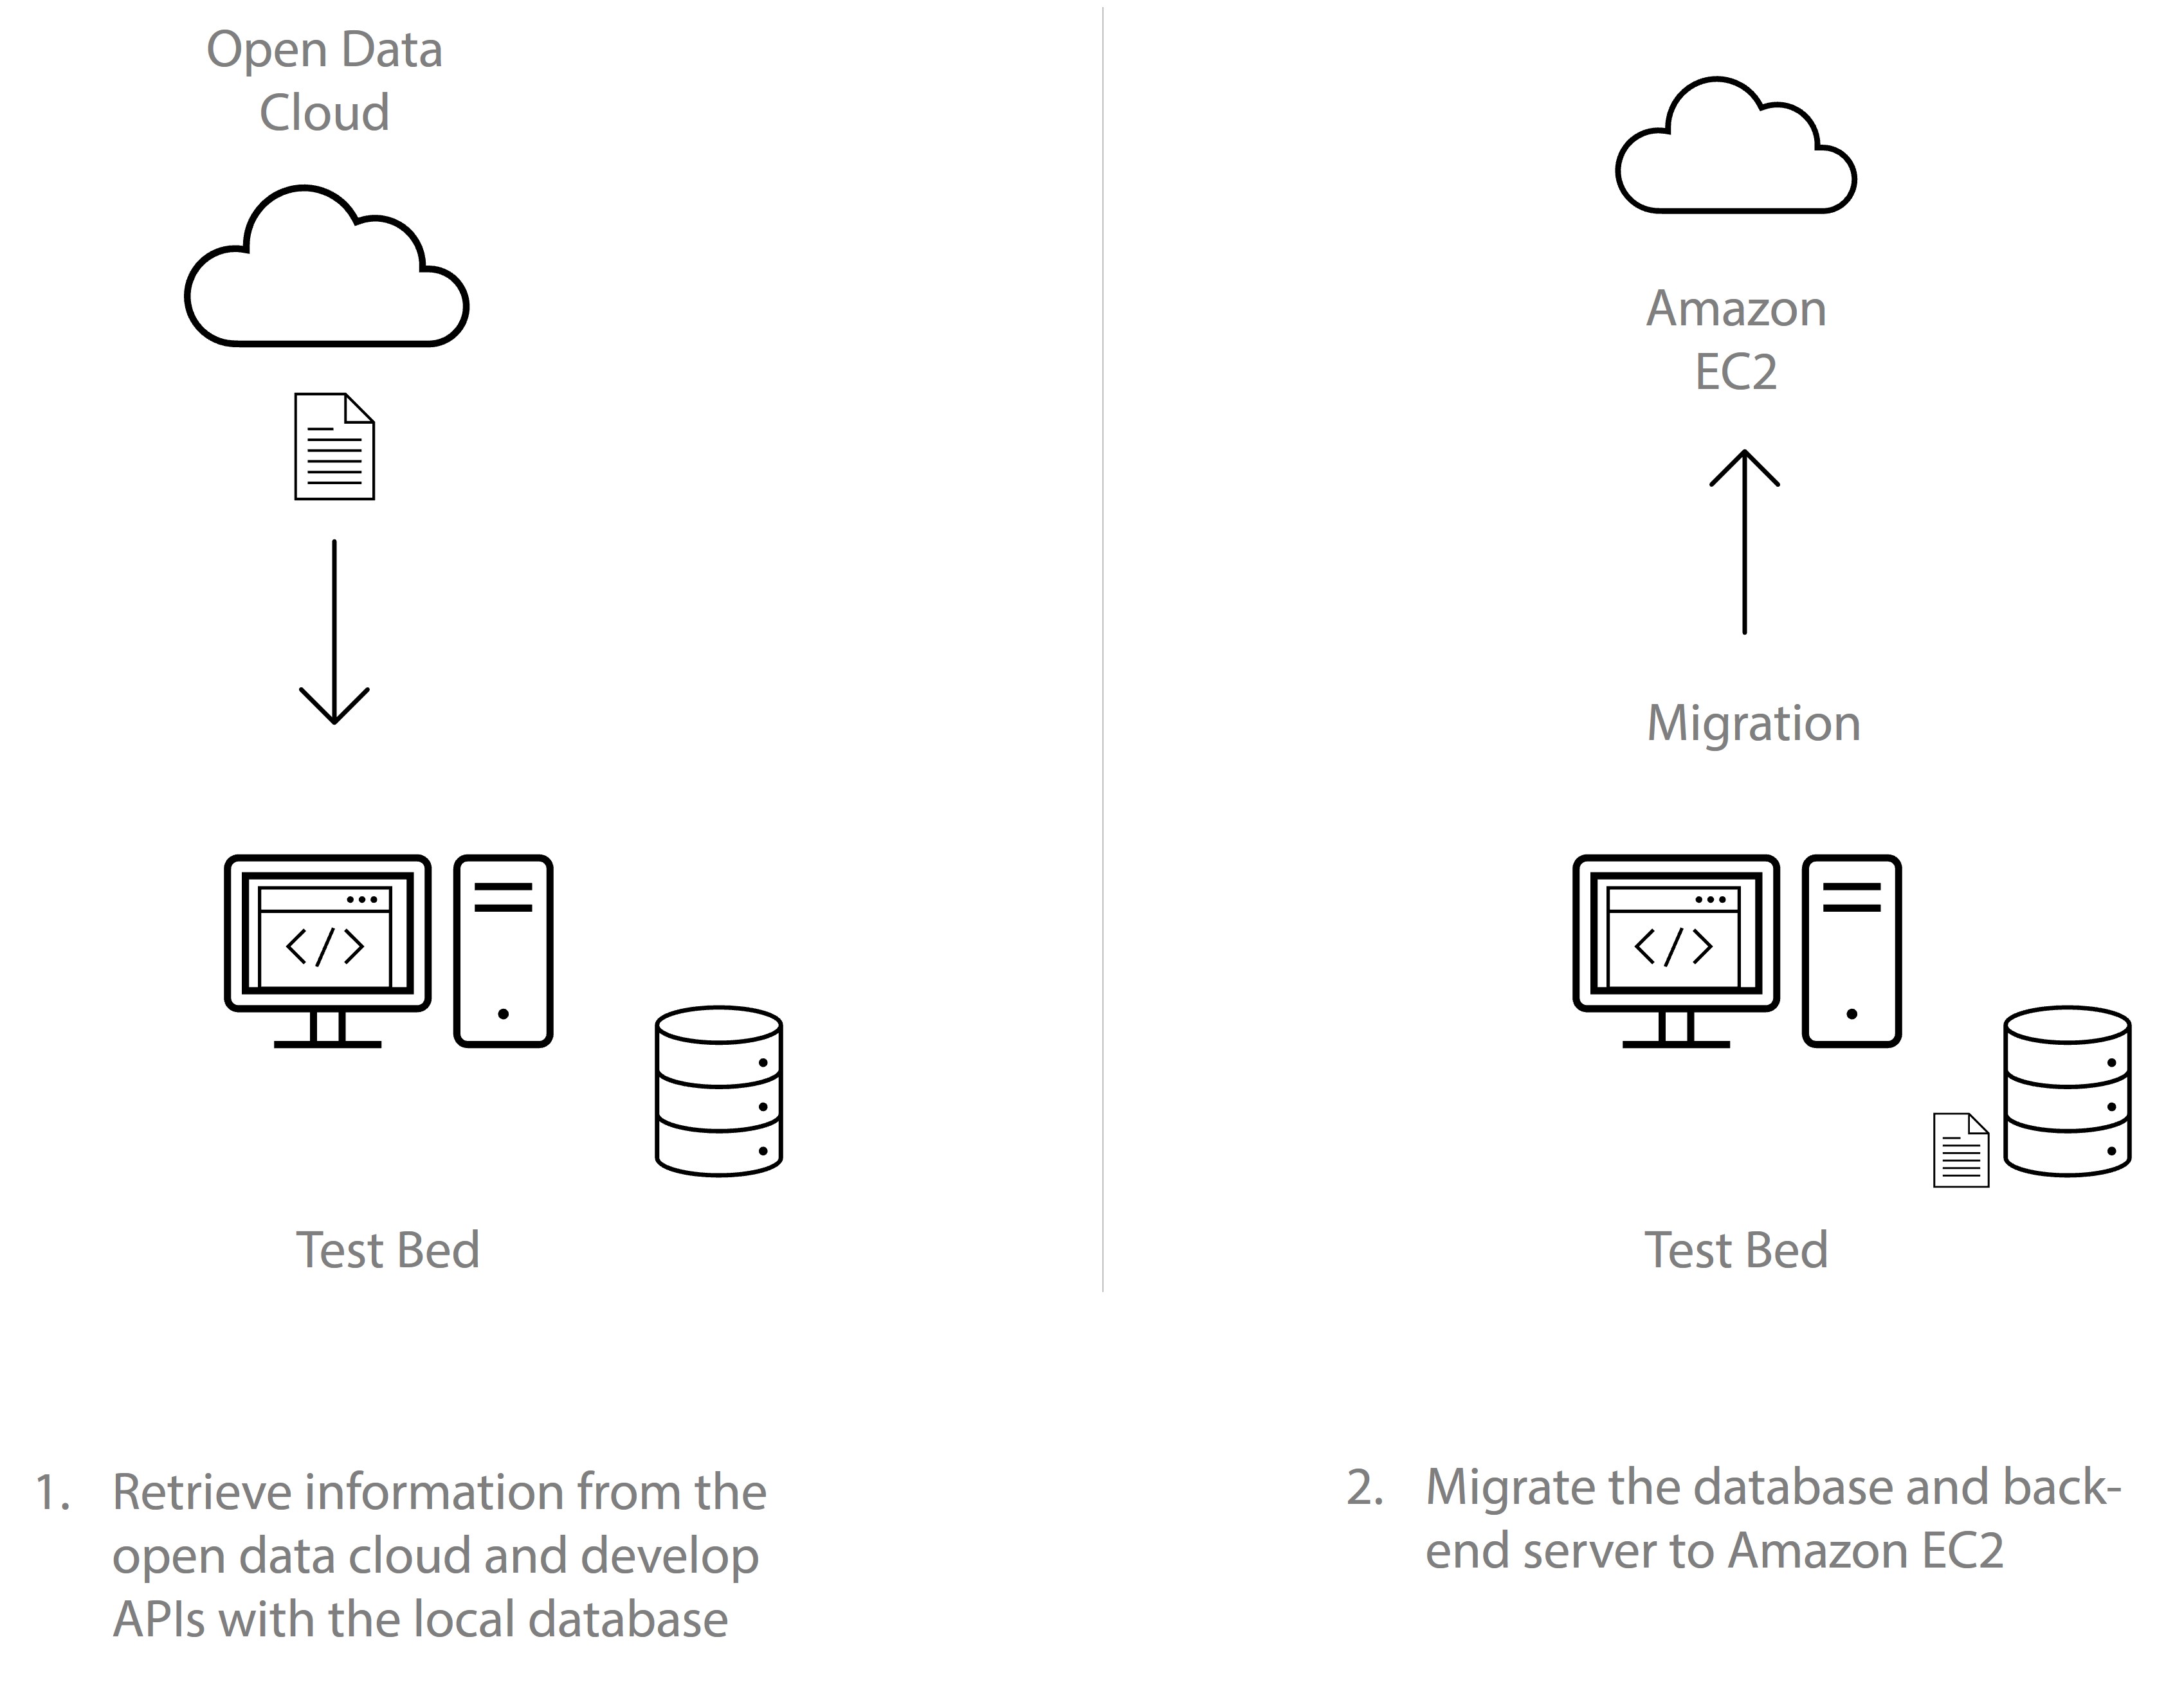 Open Data
Cloud
Test Bed
1. Retrieve information from the
open data cloud and develop
APIs with the local database
Amazon
EC2
Migration
Test Bed
2. Migrate the database and back-
end server to Amazon EC2